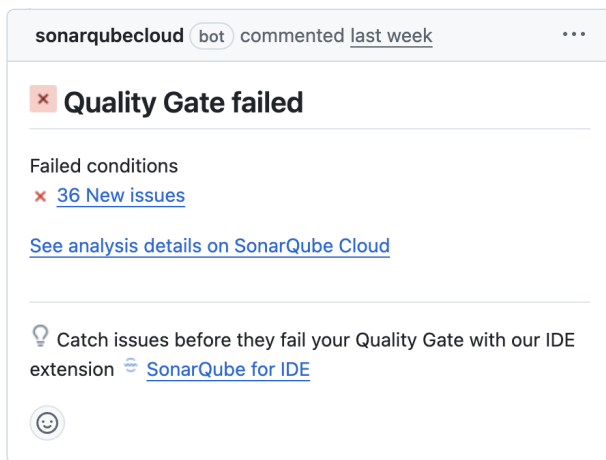 sonarqubecloud bot commented last week
Quality Gate failed
Failed conditions
36 New issues
See analysis details on SonarQube Cloud
Catch issues before they fail your Quality Gate with our IDE
extension SonarQube for IDE